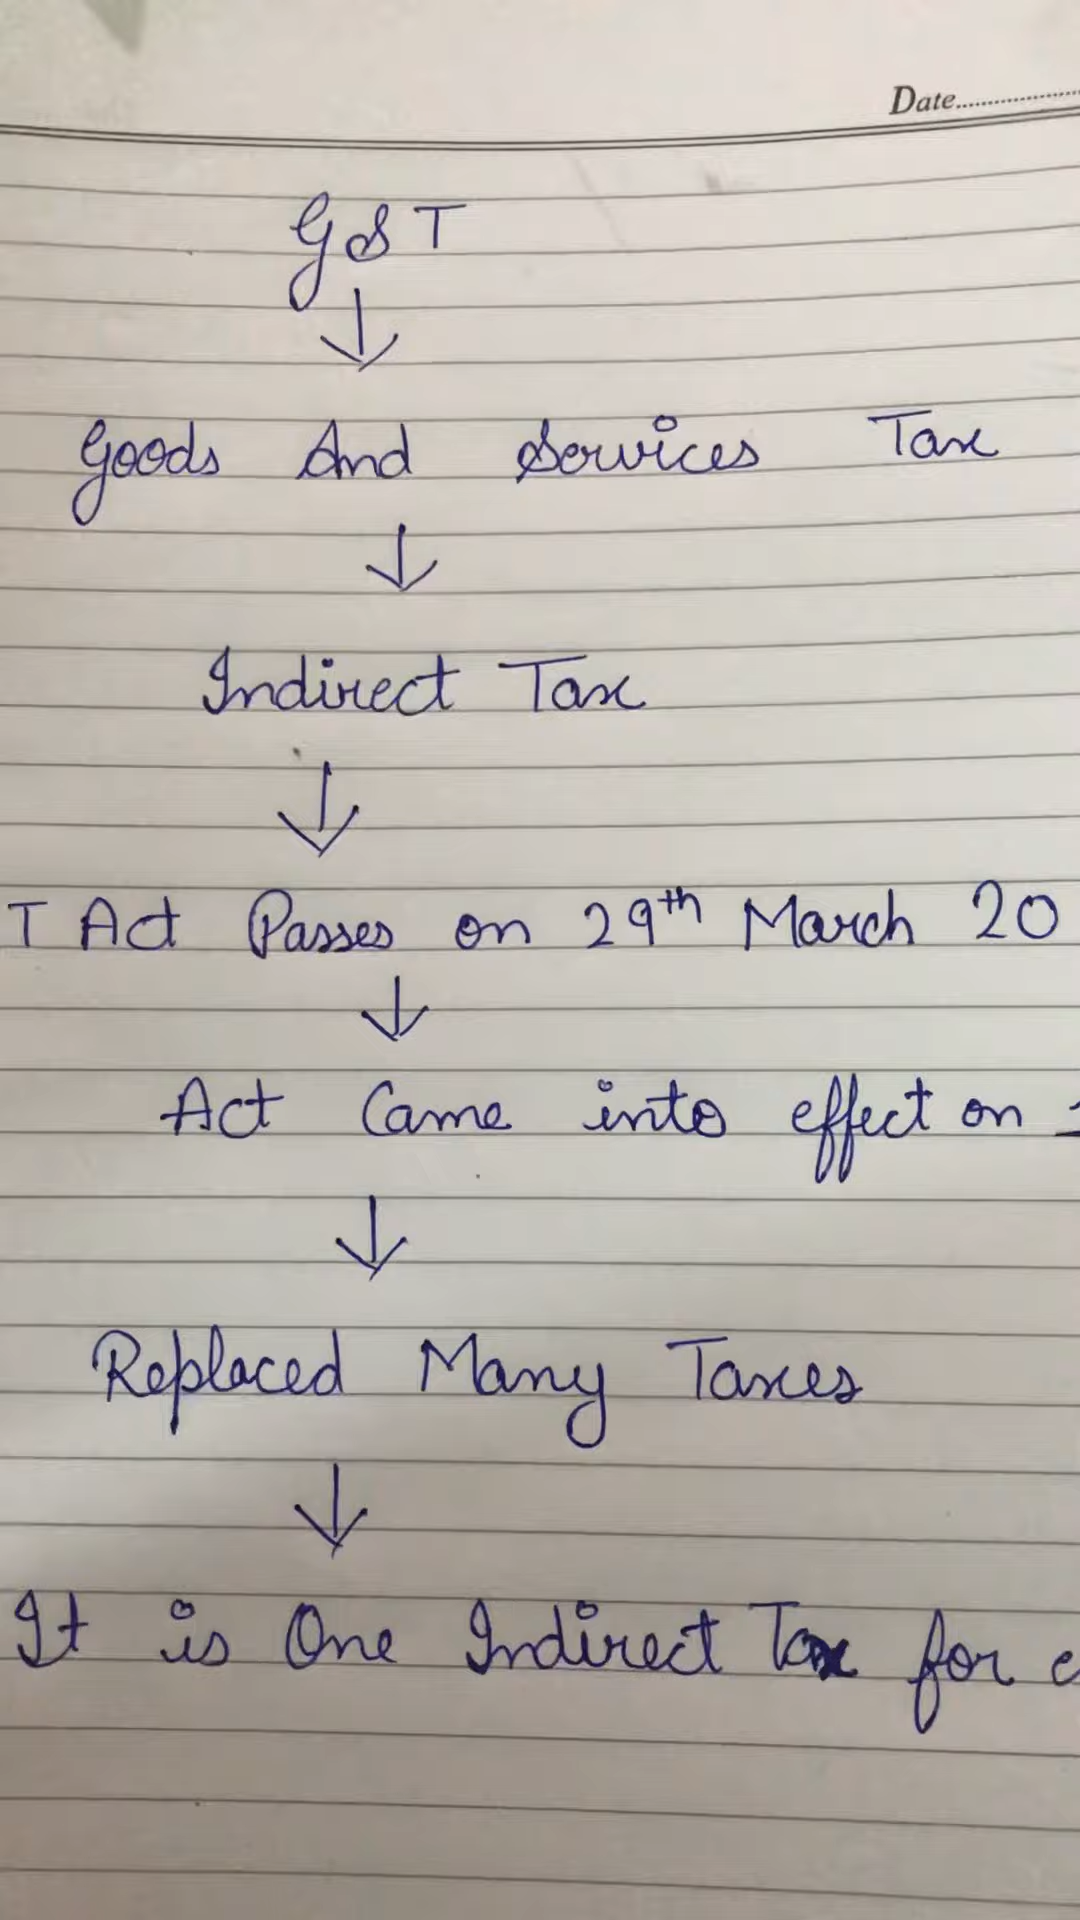 Date
GST
↓
Goods And Services Tax
↓
Indirect Tax
↓
T Act Passes on 29th March 20
↓
Act Came into effect on
↓
Replaced Many Taxes
↓
It is One Indirect Tax for